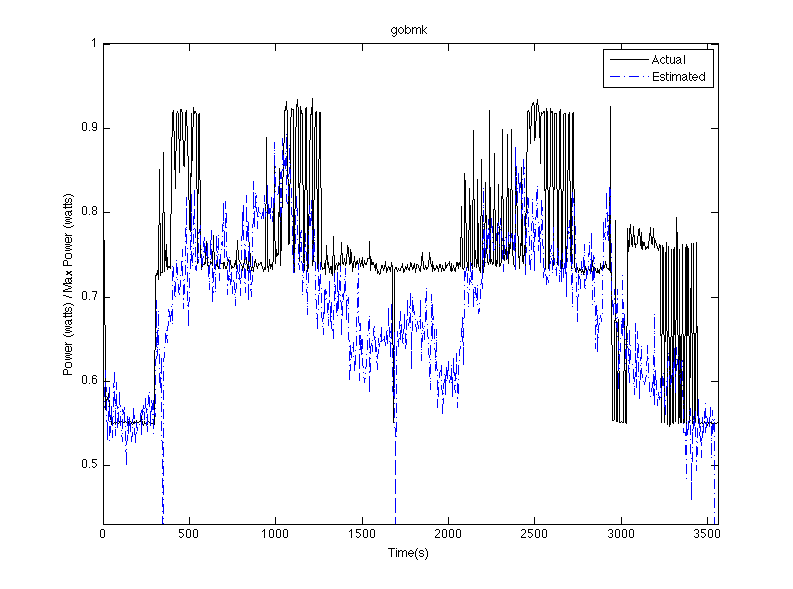 gobmk
1
0.9
0.8
0.7
0.6
0.5
Power (watts) / Max Power (watts)
Actual
Estimated
0 500 1000 1500 2000 2500 3000 3500
Time(s)